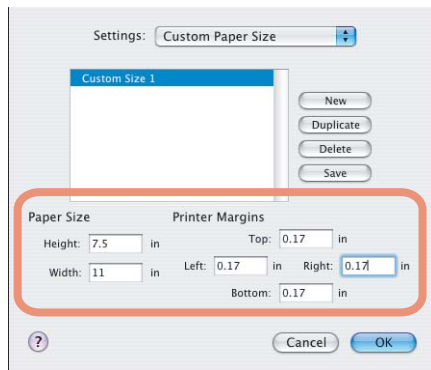 Settings: Custom Paper Size
Custom Size 1
New
Duplicate
Delete
Save
Paper Size Printer Margins
Height: 7.5 in Top: 0.17 in
Width: 11 in Left: 0.17 in Right: 0.17 in
Bottom: 0.17 in
? Cancel OK